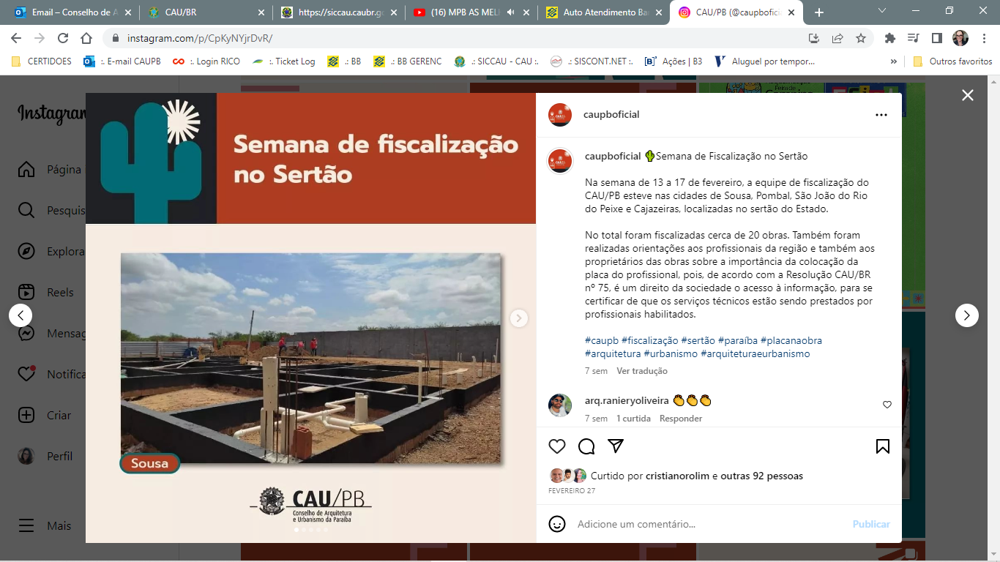 Email – Conselho de A
CAU/BR
https://siccau.caubr.go
(16) MPB AS MEL
Auto Atendimento Ba
CAU/PB (@caupbofici
instagram.com/p/CpKyNYjrDvR/
CERTIDOES
:. E-mail CAUPB
:. Login RICO
:. Ticket Log
:. BB
:. BB GERENC
.: SICCAU - CAU :.
.: SISCONT.NET :.
Ações | B3
Aluguel por tempor...
»
Outros favoritos
Instagram
Página
Pesquis
Explora
Reels
Mensag
Notifica
Criar
Perfil
Mais
Semana de fiscalização
no Sertão
Sousa
CAU/PB
Conselho de Arquitetura
e Urbanismo da Paraíba
caupboficial
caupboficial 🌵Semana de Fiscalização no Sertão
Na semana de 13 a 17 de fevereiro, a equipe de fiscalização do
CAU/PB esteve nas cidades de Sousa, Pombal, São João do Rio
do Peixe e Cajazeiras, localizadas no sertão do Estado.
No total foram fiscalizadas cerca de 20 obras. Também foram
realizadas orientações aos profissionais da região e também aos
proprietários das obras sobre a importância da colocação da
placa do profissional, pois, de acordo com a Resolução CAU/BR
nº 75, é um direito da sociedade o acesso à informação, para se
certificar de que os serviços técnicos estão sendo prestados por
profissionais habilitados.
#caupb #fiscalização #sertão #paraíba #placanaobra
#arquitetura #urbanismo #arquiteturaeurbanismo
7 sem Ver tradução
arq.ranieryoliveira 👏👏👏
7 sem 1 curtida Responder
Curtido por cristianorolim e outras 92 pessoas
FEVEREIRO 27
Adicione um comentário...
Publicar